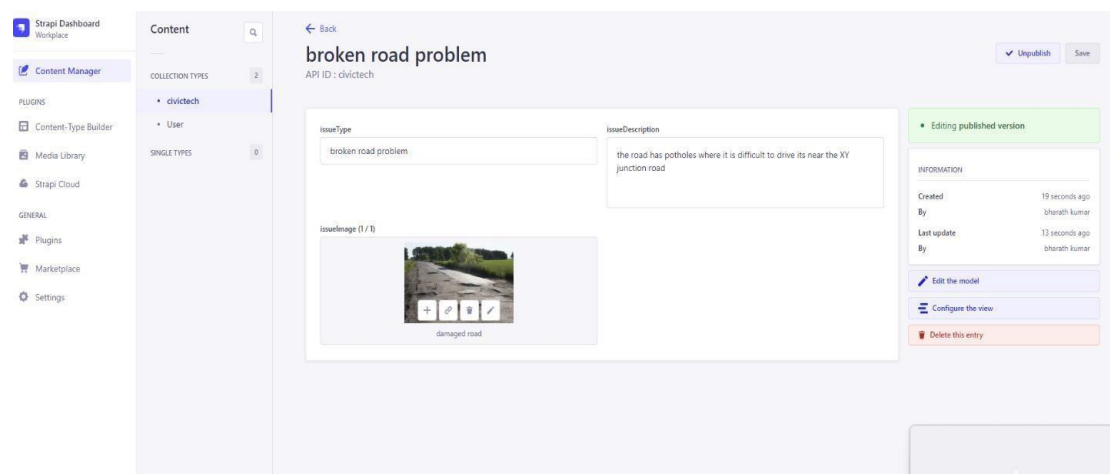 Strapi Dashboard
Workplace
Content Manager
PLUGINS
Content-Type Builder
Media Library
Strapi Cloud
GENERAL
Plugins
Marketplace
Settings
Content
COLLECTION TYPES 2
civictech
User
SINGLE TYPES 0
Back
broken road problem
API ID : civictech
Unpublish
Save
issueType
broken road problem
issueDescription
the road has potholes where it is difficult to drive its near the XY
junction road
issueImage (1 / 1)
damaged road
Editing published version
INFORMATION
Created 19 seconds ago
By bharath kumar
Last update 13 seconds ago
By bharath kumar
Edit the model
Configure the view
Delete this entry